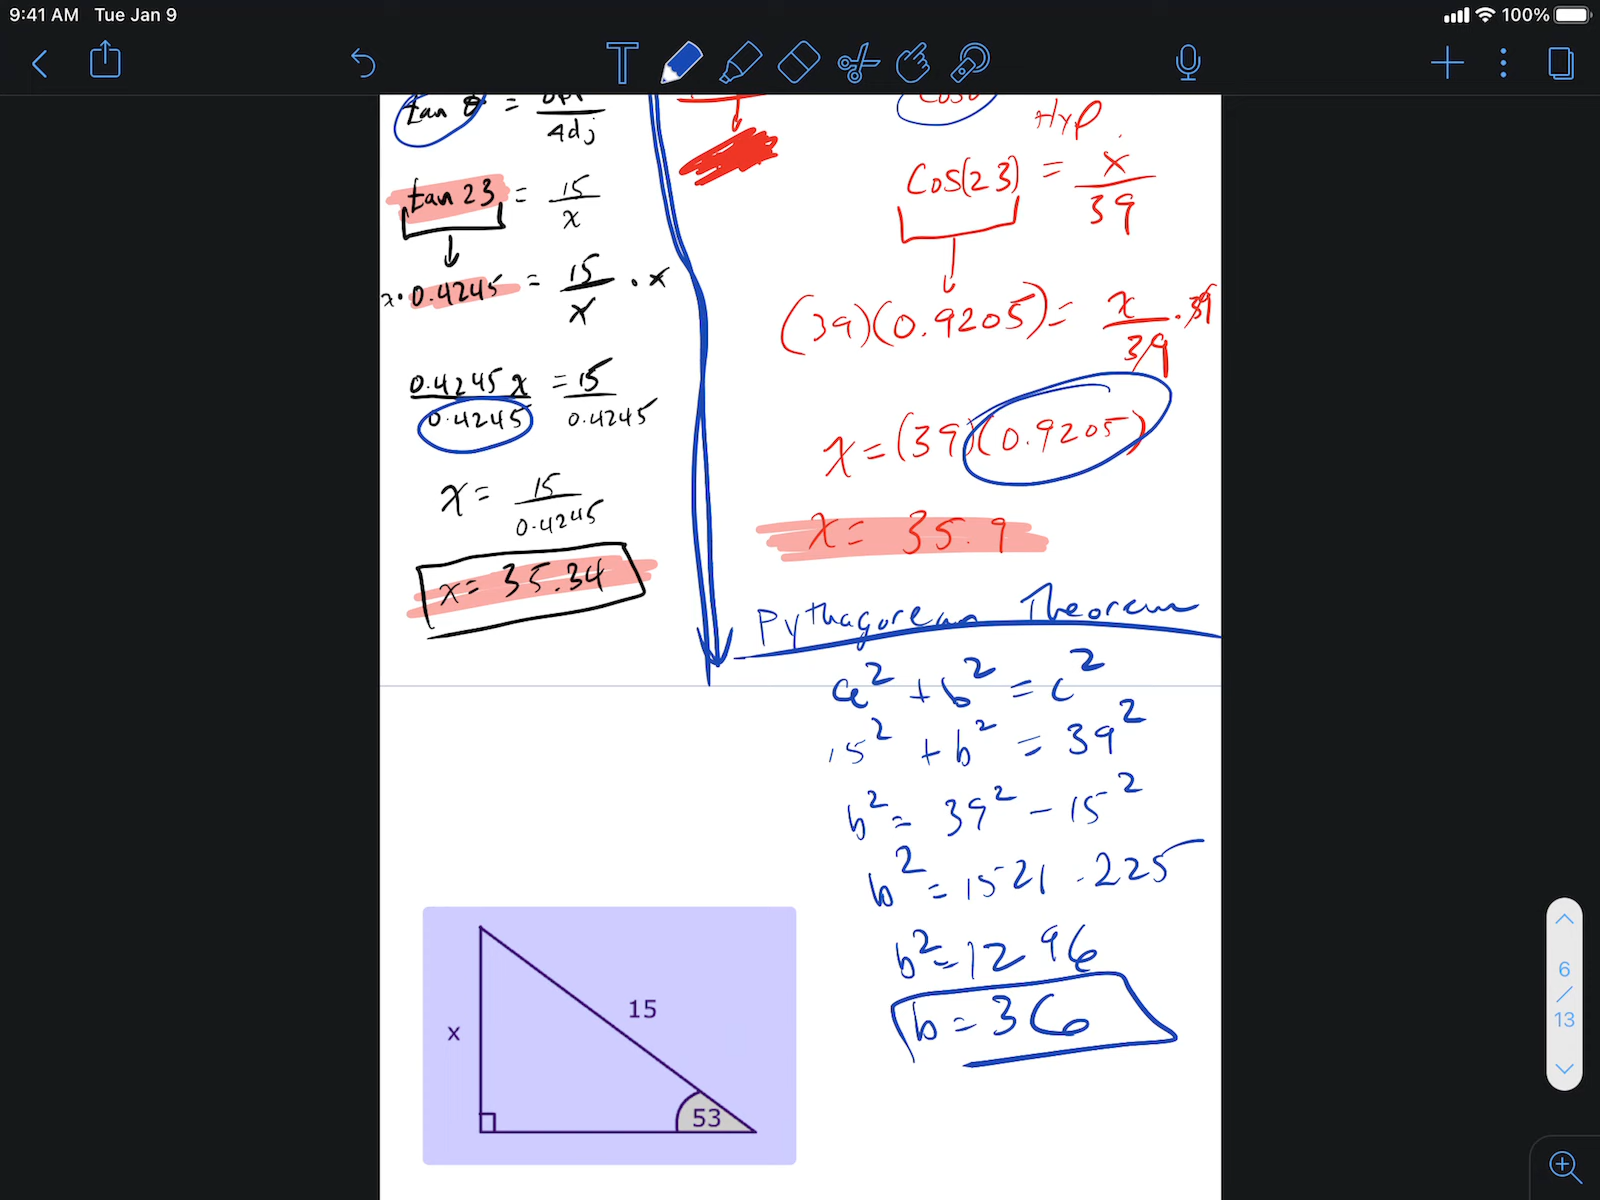 9:41 AM Tue Jan 9
100%
tan θ = opp
Adj
tan 23 = 15
x
x · 0.4245 = 15 · x
x
0.4245 x = 15
0.4245 0.4245
x = 15
0.4245
x = 35.34
Hyp
Cos(23) = x
39
(39)(0.9205) = x · 39
39
x = (39)(0.9205)
x = 35.9
Pythagorean Theorem
a² + b² = c²
15² + b² = 39²
b² = 39² - 15²
b² = 1521 - 225
b² = 1296
b = 36
15
x
53
6
/
13